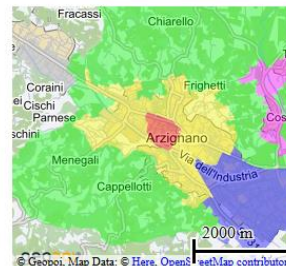 Fracassi
Chiarello
Coraini
Cischi
Parnese
schini
Frighetti
Cos
Arzignano
Menegali
Via dell'Industria
Cappellotti
2000 m
© Geopoi, Map Data: © Here, OpenStreetMap contributor